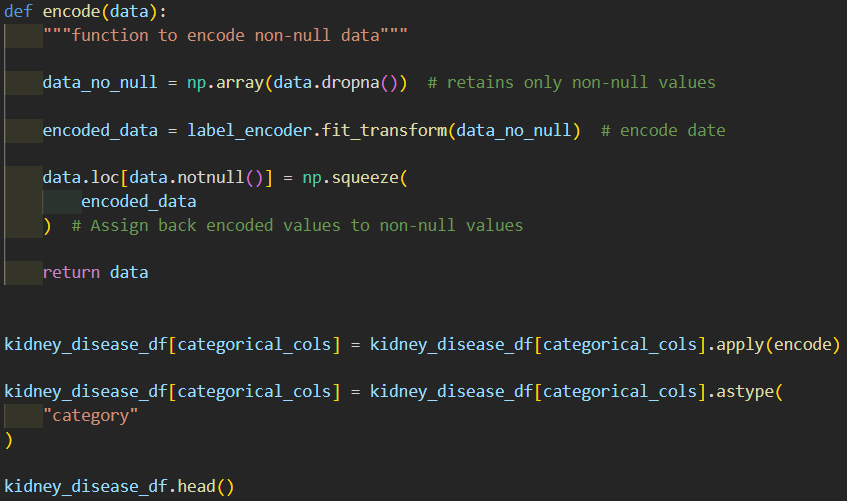 def encode(data):
    """function to encode non-null data"""
    data_no_null = np.array(data.dropna())  # retains only non-null values
    encoded_data = label_encoder.fit_transform(data_no_null)  # encode date
    data.loc[data.notnull()] = np.squeeze(
        encoded_data
    )  # Assign back encoded values to non-null values
    return data
kidney_disease_df[categorical_cols] = kidney_disease_df[categorical_cols].apply(encode)
kidney_disease_df[categorical_cols] = kidney_disease_df[categorical_cols].astype(
    "category"
)
kidney_disease_df.head()